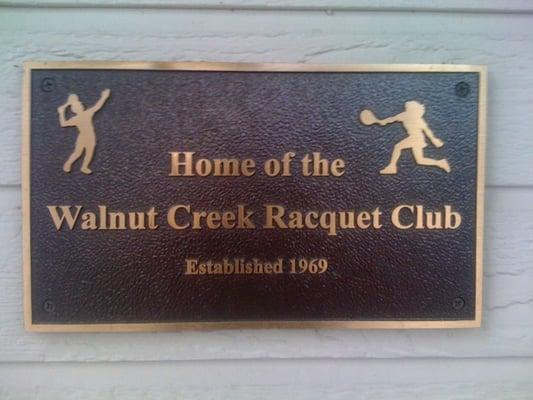 Home of the
Walnut Creek Racquet Club
Established 1969